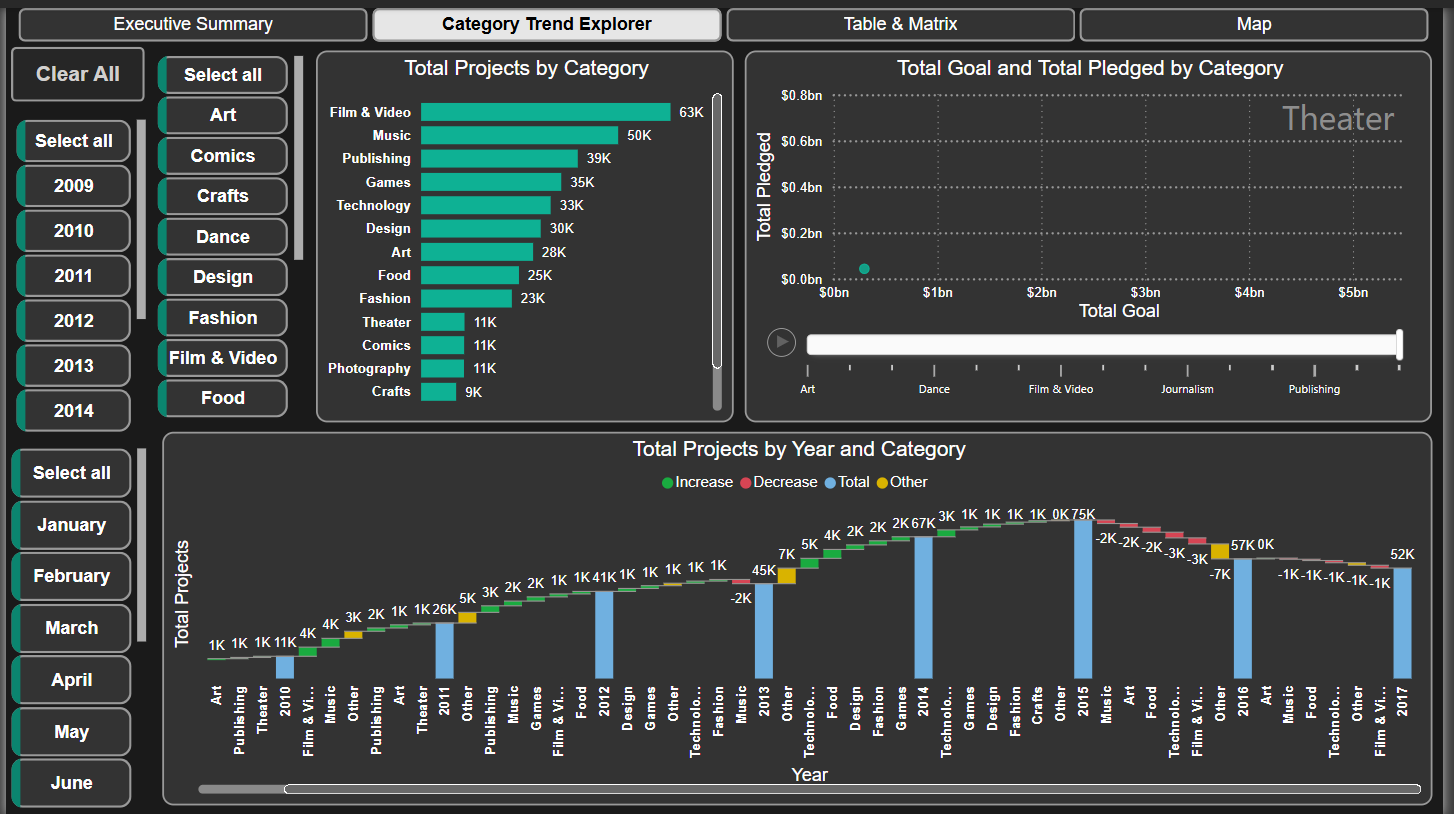 Executive Summary
Category Trend Explorer
Table & Matrix
Map
Clear All
Select all
2009
2010
2011
2012
2013
2014
Select all
Art
Comics
Crafts
Dance
Design
Fashion
Film & Video
Food
Select all
January
February
March
April
May
June
Total Projects by Category
Film & Video 63K
Music 50K
Publishing 39K
Games 35K
Technology 33K
Design 30K
Art 28K
Food 25K
Fashion 23K
Theater 11K
Comics 11K
Photography 11K
Crafts 9K
Total Goal and Total Pledged by Category
Theater
Total Pledged
$0.8bn
$0.6bn
$0.4bn
$0.2bn
$0.0bn
$0bn $1bn $2bn $3bn $4bn $5bn
Total Goal
Art Dance Film & Video Journalism Publishing
Total Projects by Year and Category
Increase Decrease Total Other
Total Projects
1K 1K 1K 11K 4K 4K 3K 2K 1K 1K 26K 5K 3K 2K 2K 1K 1K 41K 1K 1K 1K 1K 1K -2K 45K 7K 5K 4K 2K 2K 2K 67K 3K 1K 1K 1K 1K 0K 75K -2K -2K -2K -3K -3K -7K 57K 0K -1K -1K -1K -1K -1K 52K
Art Publishing Theater 2010 Film & Vi... Music Other Publishing Art Theater 2011 Other Publishing Music Games Film & Vi... Food 2012 Design Games Other Technolo... Fashion Music 2013 Other Technolo... Food Design Fashion Games 2014 Technolo... Games Design Fashion Crafts Other 2015 Music Art Food Technolo... Film & Vi... Other 2016 Art Music Food Technolo... Other Film & Vi... 2017
Year